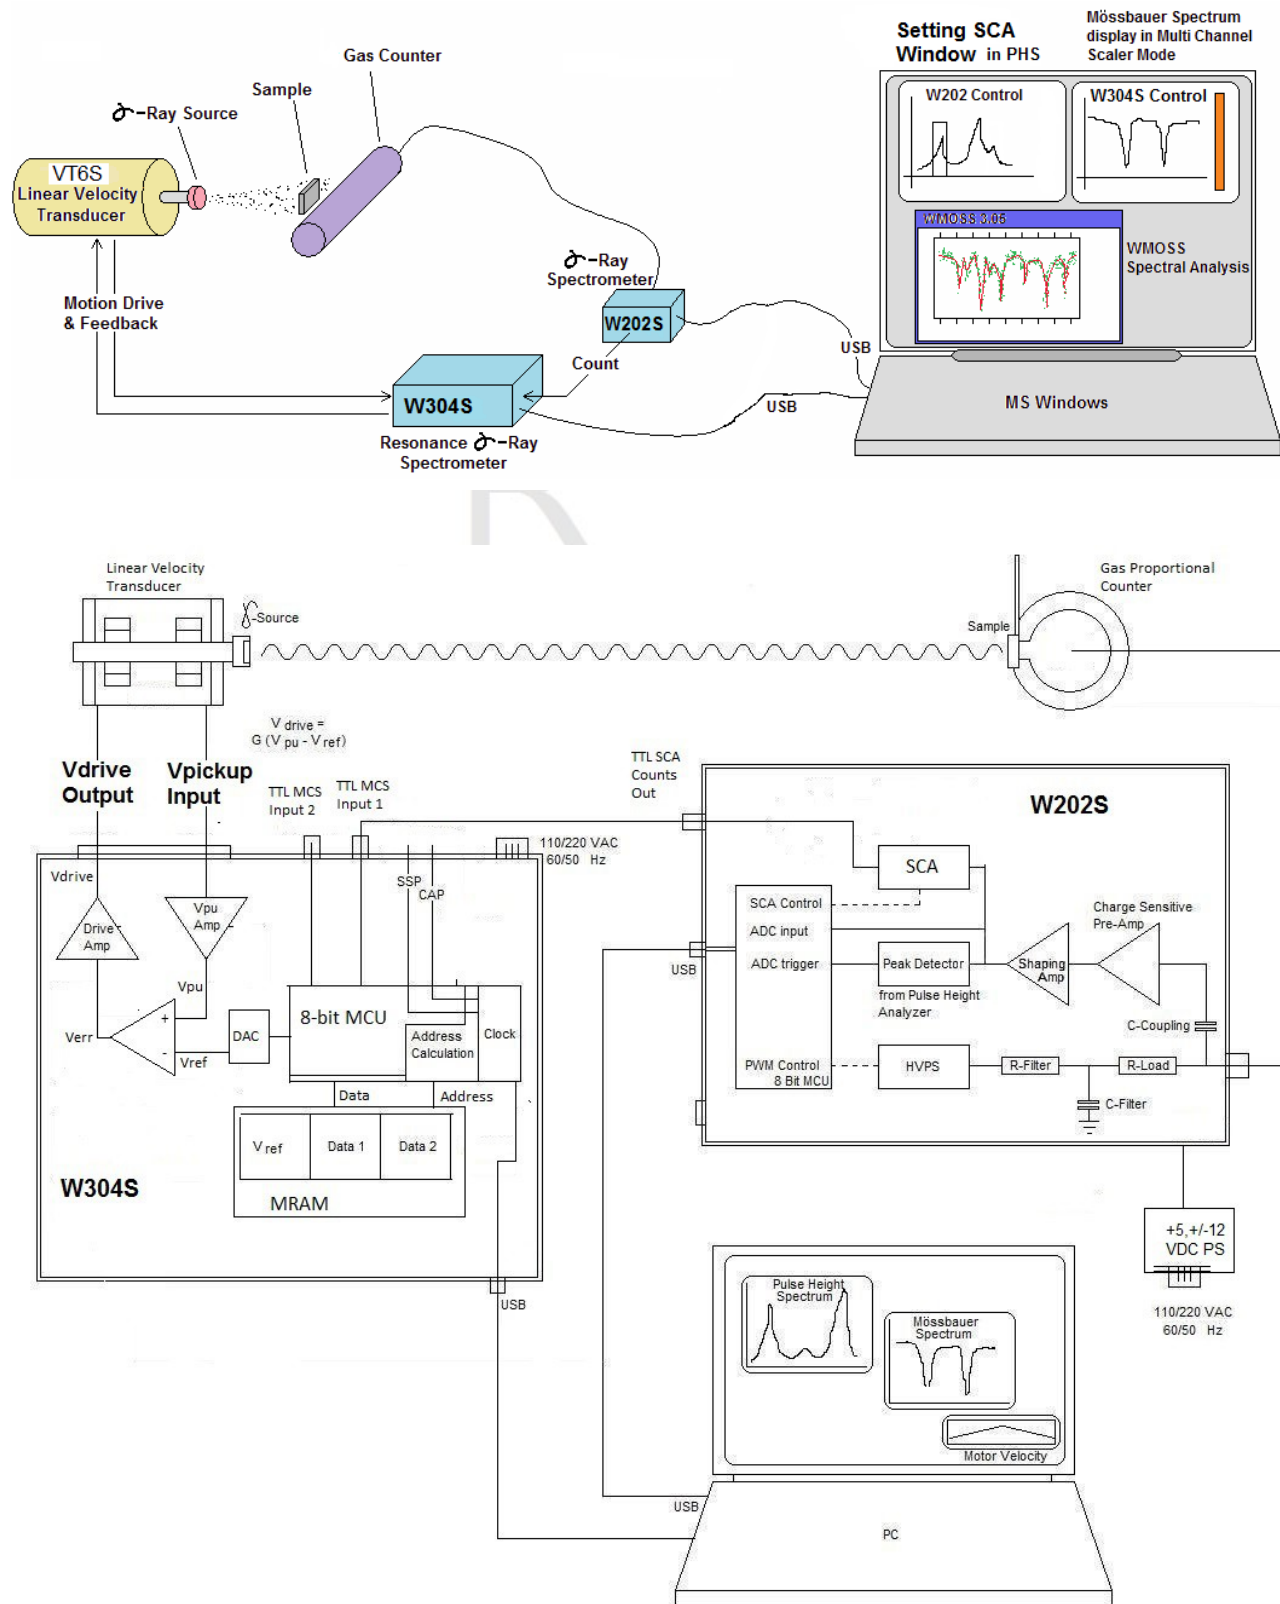 Setting SCA
Window in PHS
Mössbauer Spectrum
display in Multi Channel
Scaler Mode
Gas Counter
Sample
γ-Ray Source
W202 Control
W304S Control
VT6S
Linear Velocity
Transducer
WMOSS 3.05
WMOSS
Spectral Analysis
γ-Ray
Spectrometer
Motion Drive
& Feedback
W202S
USB
Count
W304S
USB
MS Windows
Resonance γ-Ray
Spectrometer
Linear Velocity
Transducer
γ-Source
Gas Proportional
Counter
Sample
V drive =
G (V pu - V ref)
Vdrive
Output
Vpickup
Input
TTL MCS
Input 2
TTL MCS
Input 1
TTL SCA
Counts
Out
W202S
110/220 VAC
60/50 Hz
Vdrive
SSP
CAP
SCA
Drive
Amp
Vpu
Amp
SCA Control
ADC input
ADC trigger
Charge Sensitive
Pre-Amp
Peak Detector
Shaping
Amp
from Pulse Height
Analyzer
USB
Vpu
+
-
Verr
Vref
DAC
8-bit MCU
Address
Calculation
Clock
C-Coupling
PWM Control
8 Bit MCU
HVPS
R-Filter
R-Load
C-Filter
Data
Address
V ref
Data 1
Data 2
MRAM
W304S
+5,+/-12
VDC PS
110/220 VAC
60/50 Hz
USB
Pulse Height
Spectrum
Mössbauer
Spectrum
Motor Velocity
USB
PC